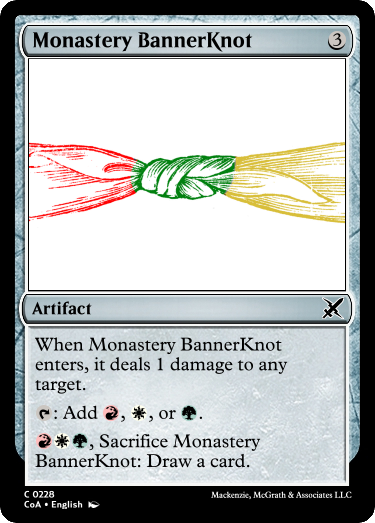 Monastery BannerKnot 3
Artifact
When Monastery BannerKnot
enters, it deals 1 damage to any
target.
: Add , , or .
, Sacrifice Monastery
BannerKnot: Draw a card.
C 0228
CoA • English
Mackenzie, McGrath & Associates LLC